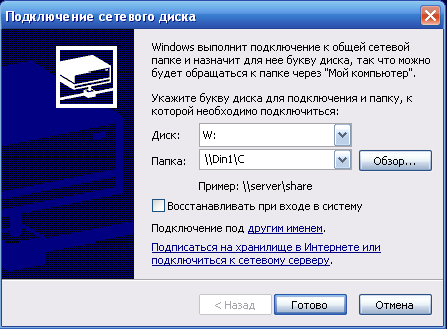 Подключение сетевого диска
Windows выполнит подключение к общей сетевой
папке и назначит для нее букву диска, так что можно
будет обращаться к папке через "Мой компьютер".
Укажите букву диска для подключения и папку, к
которой необходимо подключиться:
Диск: W:
Папка: \\Din1\C Обзор...
Пример: \\server\share
Восстанавливать при входе в систему
Подключение под другим именем.
Подписаться на хранилище в Интернете или
подключиться к сетевому серверу.
< Назад Готово Отмена